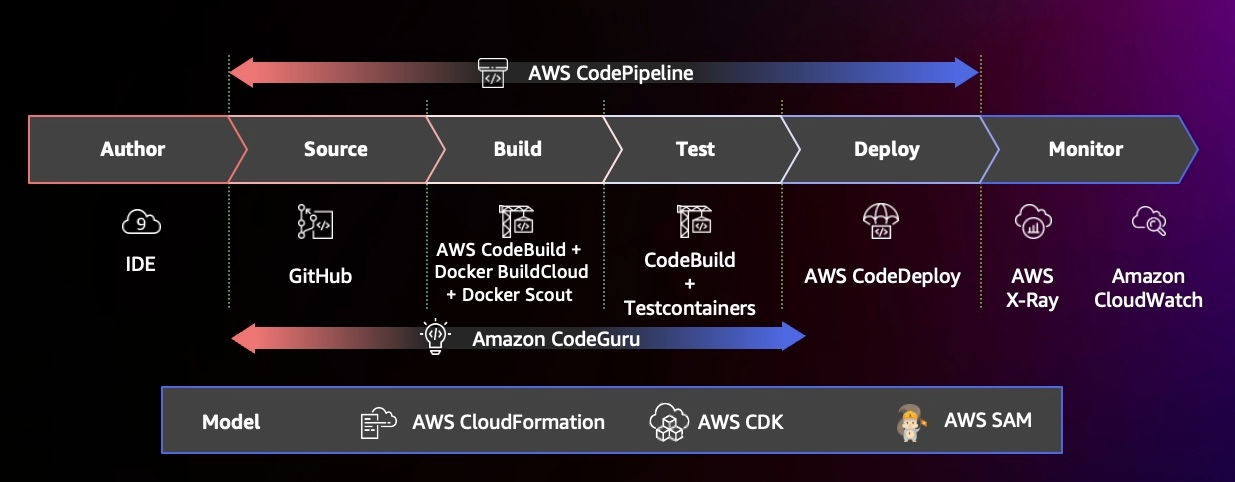 AWS CodePipeline
Author
Source
Build
Test
Deploy
Monitor
9
IDE
GitHub
AWS CodeBuild +
Docker BuildCloud
+ Docker Scout
CodeBuild
+
Testcontainers
AWS CodeDeploy
AWS
X-Ray
Amazon
CloudWatch
Amazon CodeGuru
Model
AWS CloudFormation
AWS CDK
AWS SAM